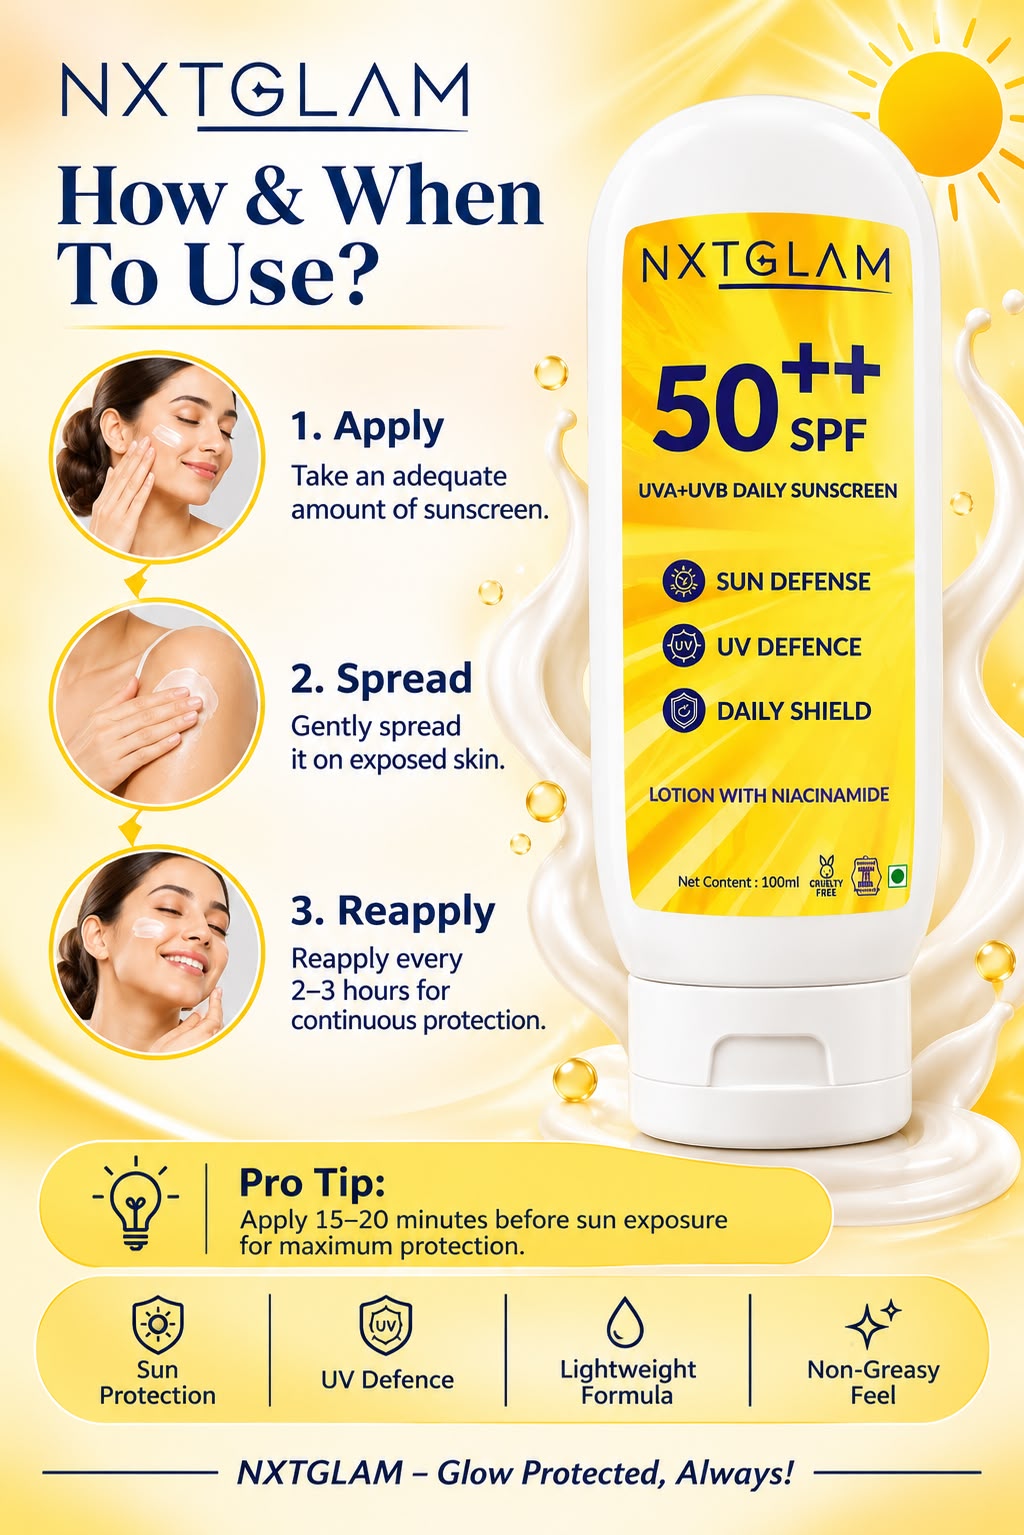 NXTGLAM
How & When
To Use?
1. Apply
Take an adequate
amount of sunscreen.
2. Spread
Gently spread
it on exposed skin.
3. Reapply
Reapply every
2–3 hours for
continuous protection.
NXTGLAM
50++
SPF
UVA+UVB DAILY SUNSCREEN
SUN DEFENSE
UV
UV DEFENCE
DAILY SHIELD
LOTION WITH NIACINAMIDE
Net Content : 100ml
CRUELTY
FREE
Pro Tip:
Apply 15–20 minutes before sun exposure
for maximum protection.
Sun
Protection
UV
UV Defence
Lightweight
Formula
Non-Greasy
Feel
NXTGLAM – Glow Protected, Always!